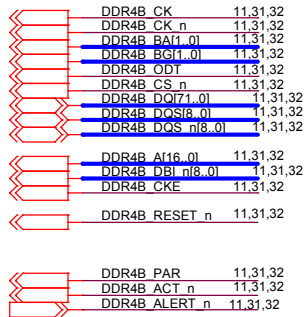 DDR4B_CK 11,31,32
DDR4B_CK_n 11,31,32
DDR4B_BA[1..0] 11,31,32
DDR4B_BG[1..0] 11,31,32
DDR4B_ODT 11,31,32
DDR4B_CS_n 11,31,32
DDR4B_DQ[71..0] 11,31,32
DDR4B_DQS[8..0] 11,31,32
DDR4B_DQS_n[8..0] 11,31,32
DDR4B_A[16..0] 11,31,32
DDR4B_DBI_n[8..0] 11,31,32
DDR4B_CKE 11,31,32
DDR4B_RESET_n 11,31,32
DDR4B_PAR 11,31,32
DDR4B_ACT_n 11,31,32
DDR4B_ALERT_n 11,31,32